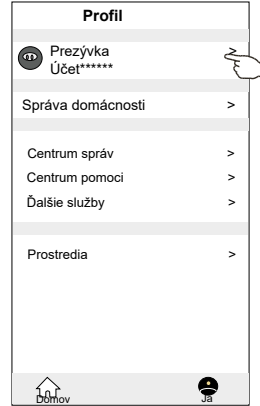 Profil
Prezývka >
Účet******
Správa domácnosti >
Centrum správ >
Centrum pomoci >
Ďalšie služby >
Prostredia >
Domov Ja